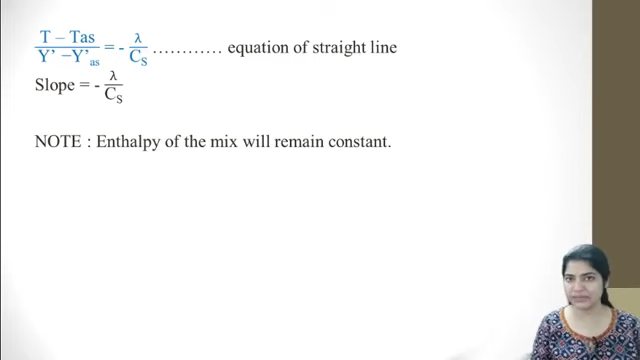 T – Tas / Y’ –Y’as = - λ / CS ………… equation of straight line
Slope = - λ / CS
NOTE : Enthalpy of the mix will remain constant.